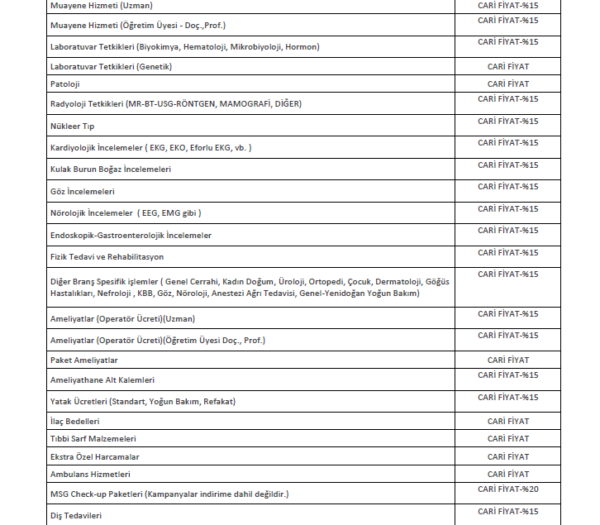 Muayene Hizmeti (Uzman) CARİ FİYAT-%15
Muayene Hizmeti (Öğretim Üyesi - Doç.,Prof.) CARİ FİYAT-%15
Laboratuvar Tetkikleri (Biyokimya, Hematoloji, Mikrobiyoloji, Hormon) CARİ FİYAT-%15
Laboratuvar Tetkikleri (Genetik) CARİ FİYAT
Patoloji CARİ FİYAT
Radyoloji Tetkikleri (MR-BT-USG-RÖNTGEN, MAMOGRAFİ, DİĞER) CARİ FİYAT-%15
Nükleer Tıp CARİ FİYAT-%15
Kardiyolojik İncelemeler ( EKG, EKO, Eforlu EKG, vb. ) CARİ FİYAT-%15
Kulak Burun Boğaz İncelemeleri CARİ FİYAT-%15
Göz İncelemeleri CARİ FİYAT-%15
Nörolojik İncelemeler ( EEG, EMG gibi ) CARİ FİYAT-%15
Endoskopik-Gastroenterolojik İncelemeler CARİ FİYAT-%15
Fizik Tedavi ve Rehabilitasyon CARİ FİYAT-%15
Diğer Branş Spesifik işlemler ( Genel Cerrahi, Kadın Doğum, Üroloji, Ortopedi, Çocuk, Dermatoloji, Göğüs CARİ FİYAT-%15
Hastalıkları, Nefroloji , KBB, Göz, Nöroloji, Anestezi Ağrı Tedavisi, Genel-Yenidoğan Yoğun Bakım)
Ameliyatlar (Operatör Ücreti)(Uzman) CARİ FİYAT-%15
Ameliyatlar (Operatör Ücreti)(Öğretim Üyesi Doç., Prof.) CARİ FİYAT-%15
Paket Ameliyatlar CARİ FİYAT
Ameliyathane Alt Kalemleri CARİ FİYAT-%15
Yatak Ücretleri (Standart, Yoğun Bakım, Refakat) CARİ FİYAT-%15
İlaç Bedelleri CARİ FİYAT
Tıbbi Sarf Malzemeleri CARİ FİYAT
Ekstra Özel Harcamalar CARİ FİYAT
Ambulans Hizmetleri CARİ FİYAT
MSG Check-up Paketleri (Kampanyalar indirime dahil değildir.) CARİ FİYAT-%20
Diş Tedavileri CARİ FİYAT-%15